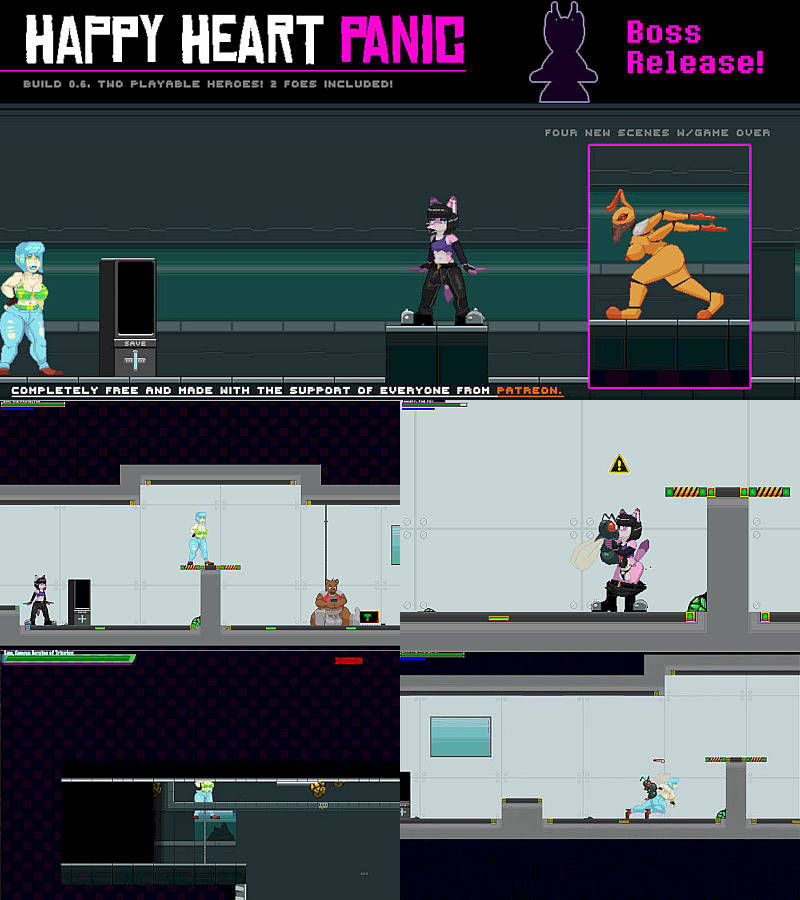 HAPPY HEART PANIC
Boss
Release!
BUILD 0.6. TWO PLAYABLE HEROES! 2 FOES INCLUDED!
FOUR NEW SCENES W/GAME OVER
SAVE
COMPLETELY FREE AND MADE WITH THE SUPPORT OF EVERYONE FROM PATREON.